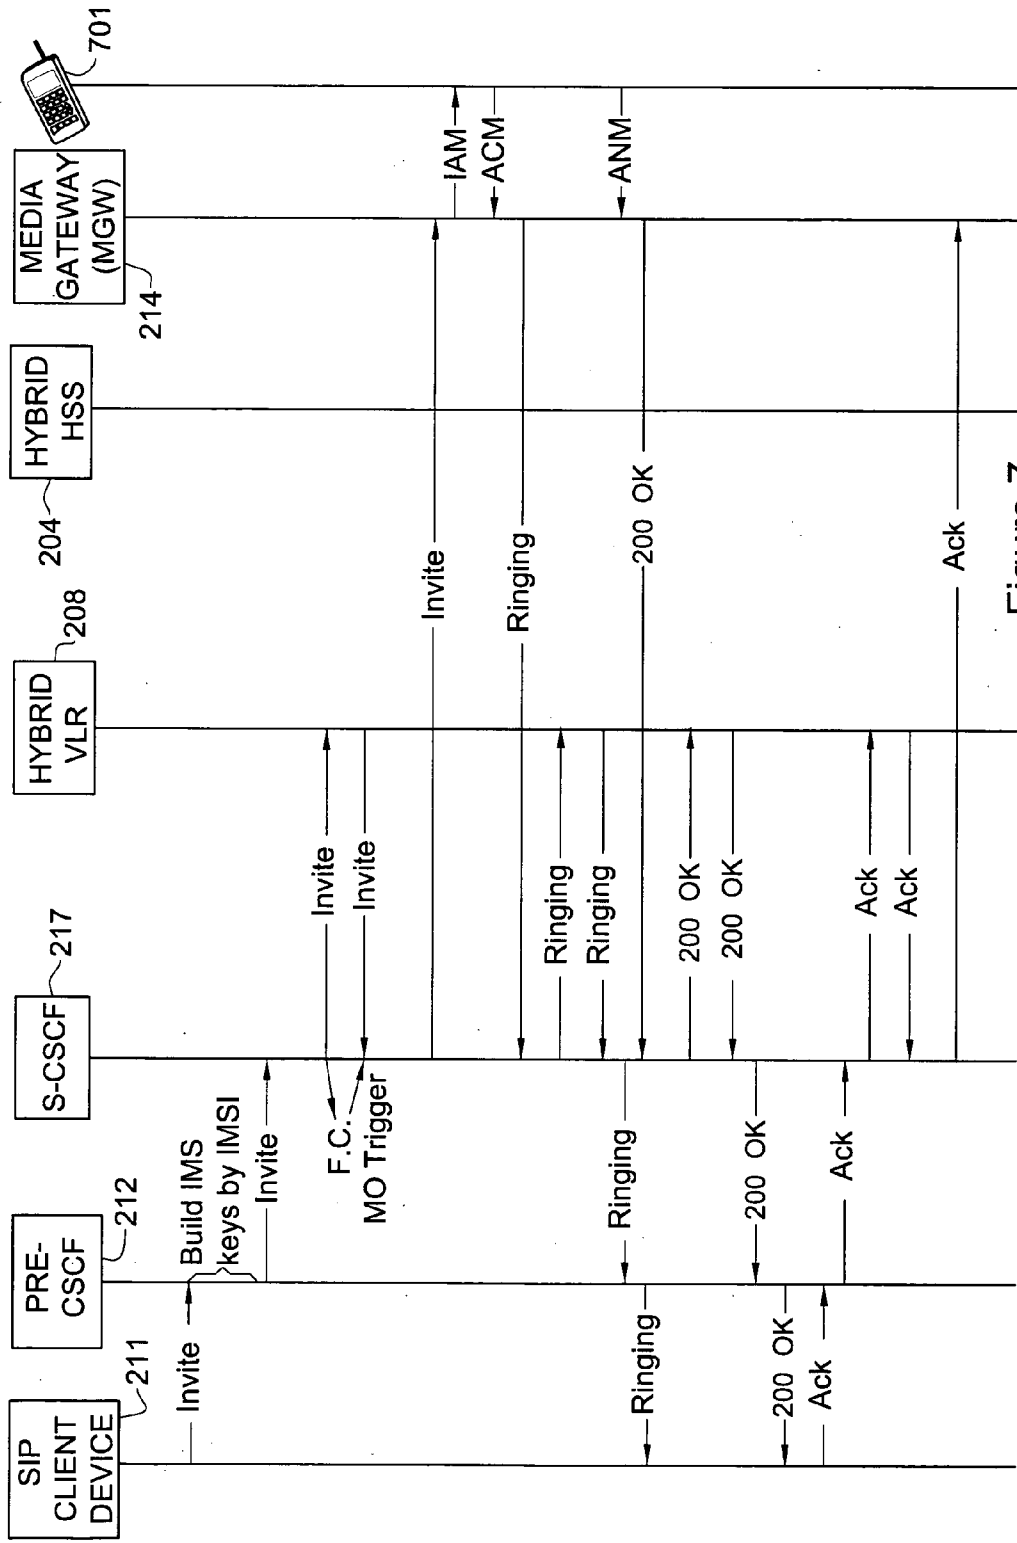 SIP
CLIENT
DEVICE
211
PRE-
CSCF
212
S-CSCF
217
HYBRID
VLR
208
HYBRID
HSS
204
MEDIA
GATEWAY
(MGW)
214
701
Invite
Build IMS
keys by IMSI
Invite
F.C.
MO Trigger
Invite
Invite
Invite
IAM
ACM
Ringing
Ringing
Ringing
Ringing
Ringing
ANM
200 OK
200 OK
200 OK
200 OK
200 OK
Ack
Ack
Ack
Ack
Ack
Figure 7